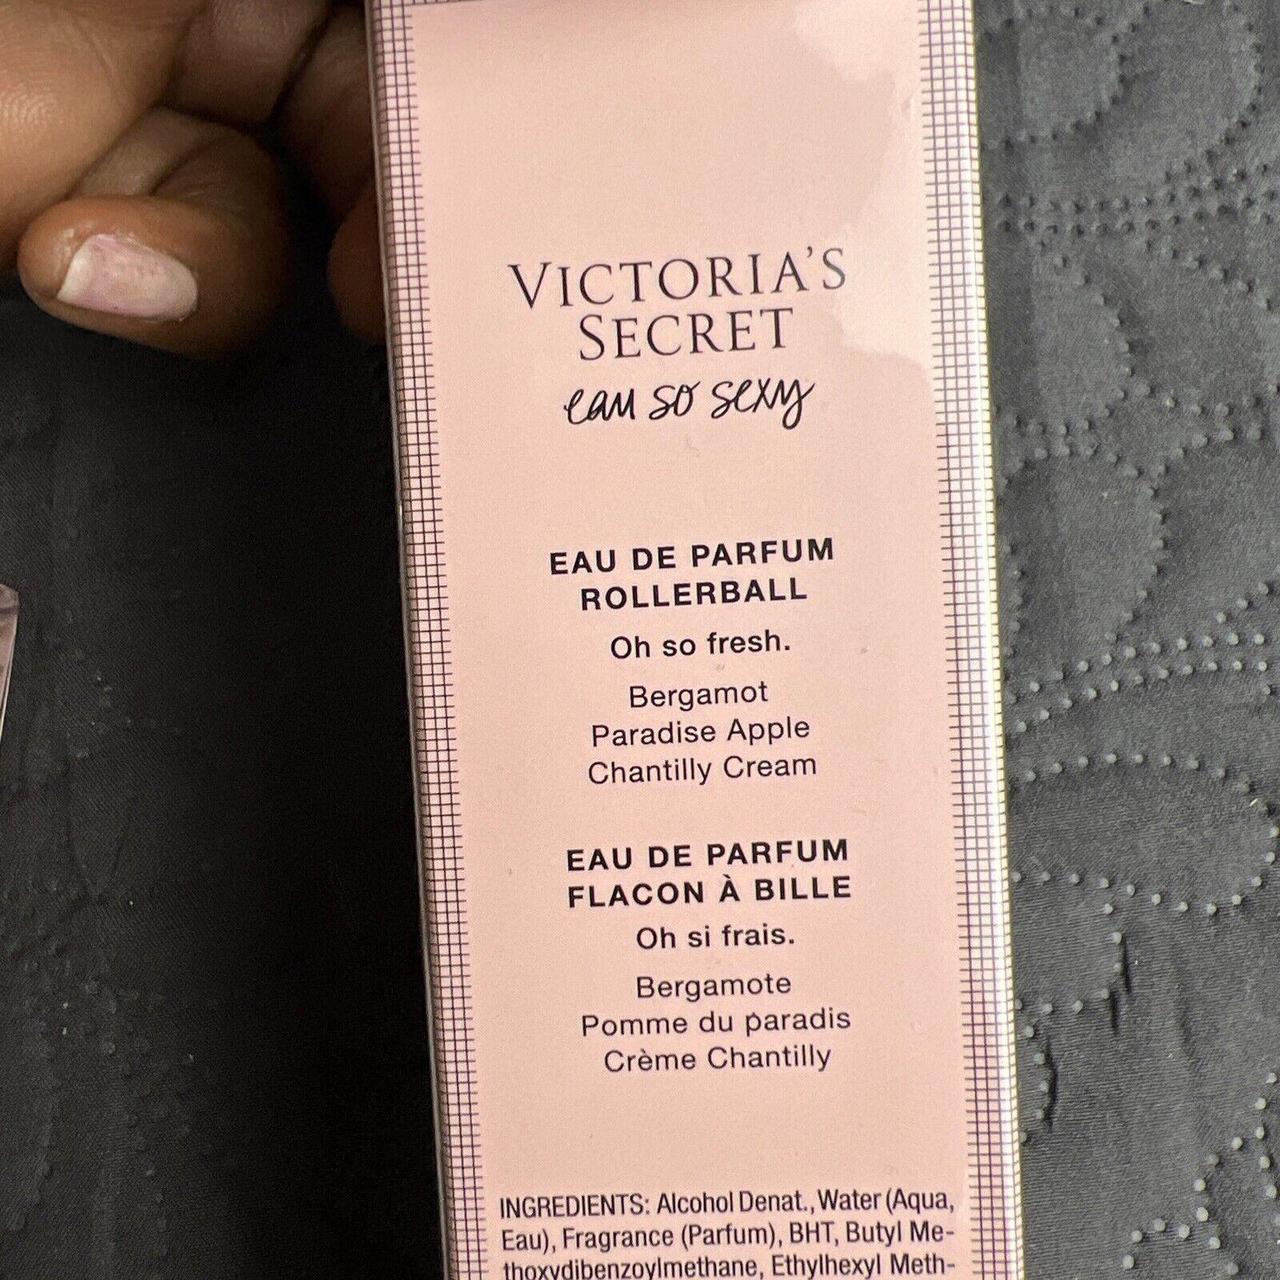 VICTORIA'S
SECRET
eau so sexy
EAU DE PARFUM
ROLLERBALL
Oh so fresh.
Bergamot
Paradise Apple
Chantilly Cream
EAU DE PARFUM
FLACON À BILLE
Oh si frais.
Bergamote
Pomme du paradis
Crème Chantilly
INGREDIENTS: Alcohol Denat., Water (Aqua,
Eau), Fragrance (Parfum), BHT, Butyl Me-
thoxydibenzoylmethane, Ethylhexyl Meth-